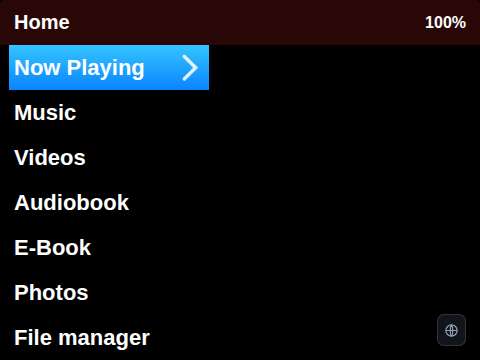 Home 100%
Now Playing
Music
Videos
Audiobook
E-Book
Photos
File manager